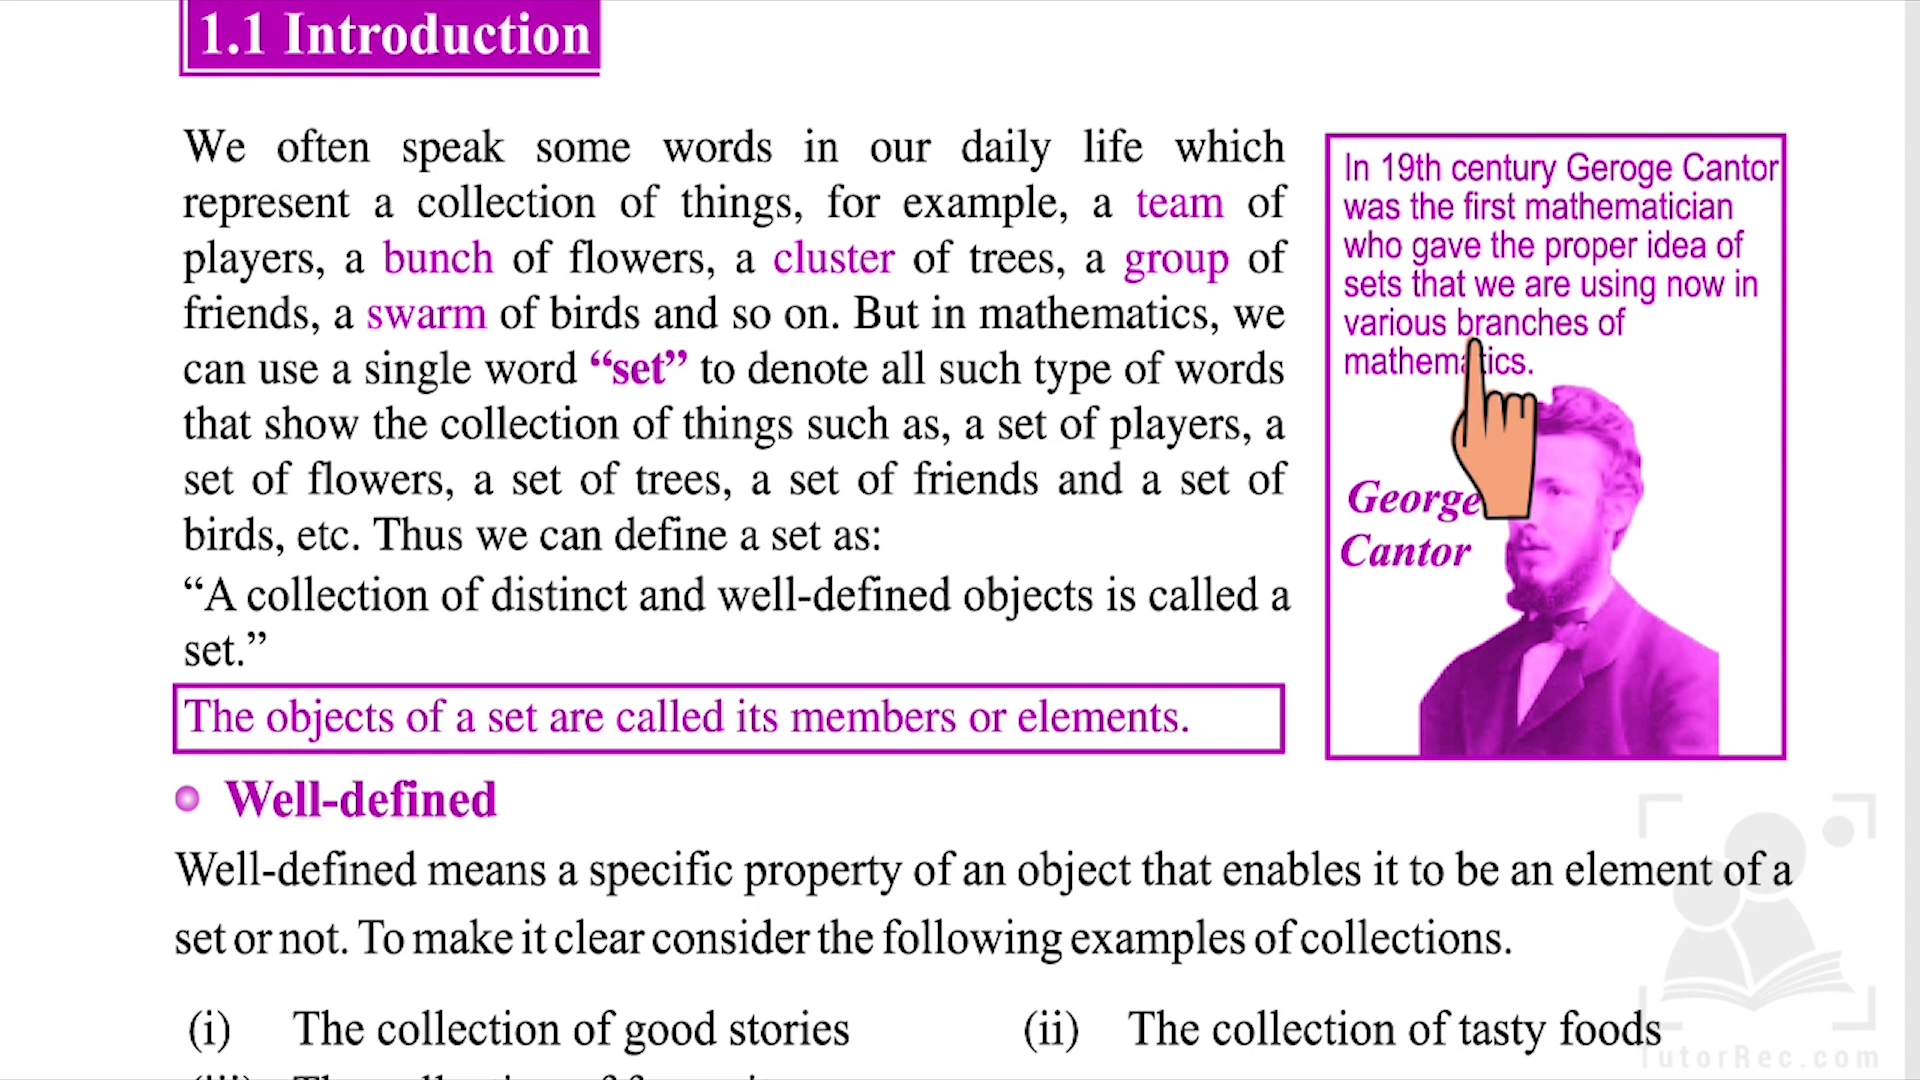 1.1 Introduction
We often speak some words in our daily life which
represent a collection of things, for example, a team of
players, a bunch of flowers, a cluster of trees, a group of
friends, a swarm of birds and so on. But in mathematics, we
can use a single word “set” to denote all such type of words
that show the collection of things such as, a set of players, a
set of flowers, a set of trees, a set of friends and a set of
birds, etc. Thus we can define a set as:
“A collection of distinct and well-defined objects is called a
set.”
The objects of a set are called its members or elements.
In 19th century Geroge Cantor
was the first mathematician
who gave the proper idea of
sets that we are using now in
various branches of
mathematics.
George
Cantor
Well-defined
Well-defined means a specific property of an object that enables it to be an element of a
set or not. To make it clear consider the following examples of collections.
(i) The collection of good stories (ii) The collection of tasty foods
TutorRec.com